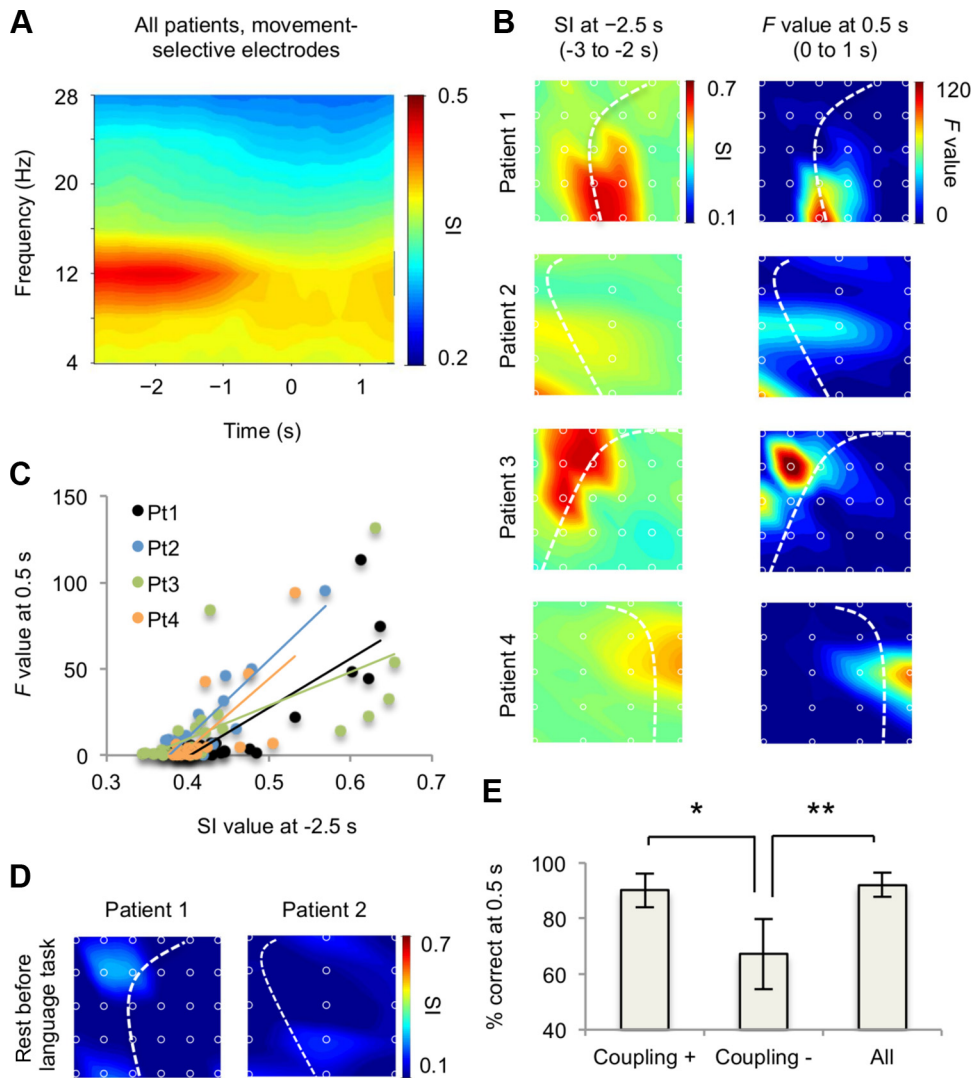 A
All patients, movement-
selective electrodes
28
20
12
4
Frequency (Hz)
−2
−1
0
1
Time (s)
0.5
SI
0.2
B
SI at −2.5 s
(-3 to -2 s)
F value at 0.5 s
(0 to 1 s)
Patient 1
0.7
SI
0.1
120
F value
0
Patient 2
Patient 3
Patient 4
C
150
100
50
0
F value at 0.5 s
Pt1
Pt2
Pt3
Pt4
0.3
0.4
0.5
0.6
0.7
SI value at -2.5 s
D
Patient 1
Patient 2
Rest before
language task
0.7
SI
0.1
E
*
**
100
80
60
40
% correct at 0.5 s
Coupling +
Coupling -
All